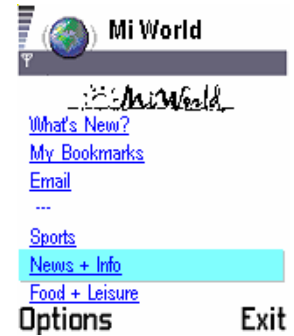 Mi World
MiWorld
What's New?
My Bookmarks
Email
---
Sports
News + Info
Food + Leisure
Options Exit